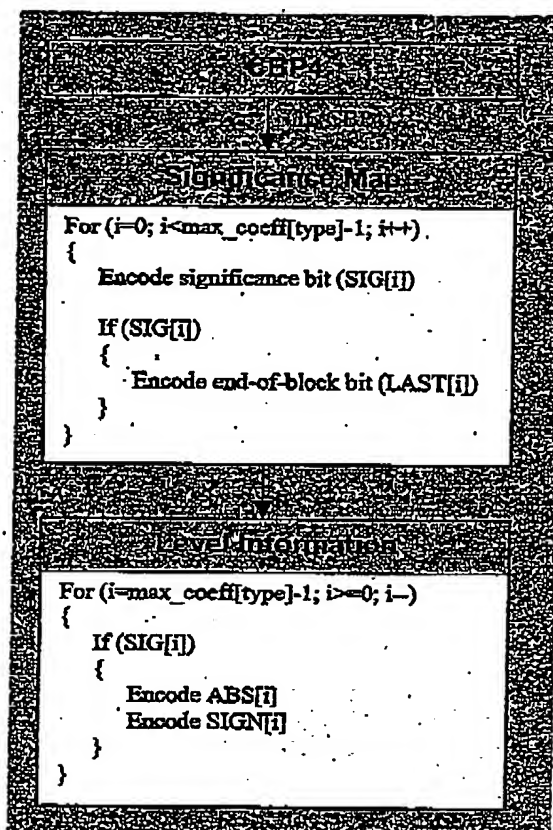 CBP4
Significance Map
For (i=0; i<max_coeff[type]-1; i++)
{
Encode significance bit (SIG[i])
If (SIG[i])
{
Encode end-of-block bit (LAST[i])
}
}
Level Information
For (i=max_coeff[type]-1; i>=0; i--)
{
If (SIG[i])
{
Encode ABS[i]
Encode SIGN[i]
}
}